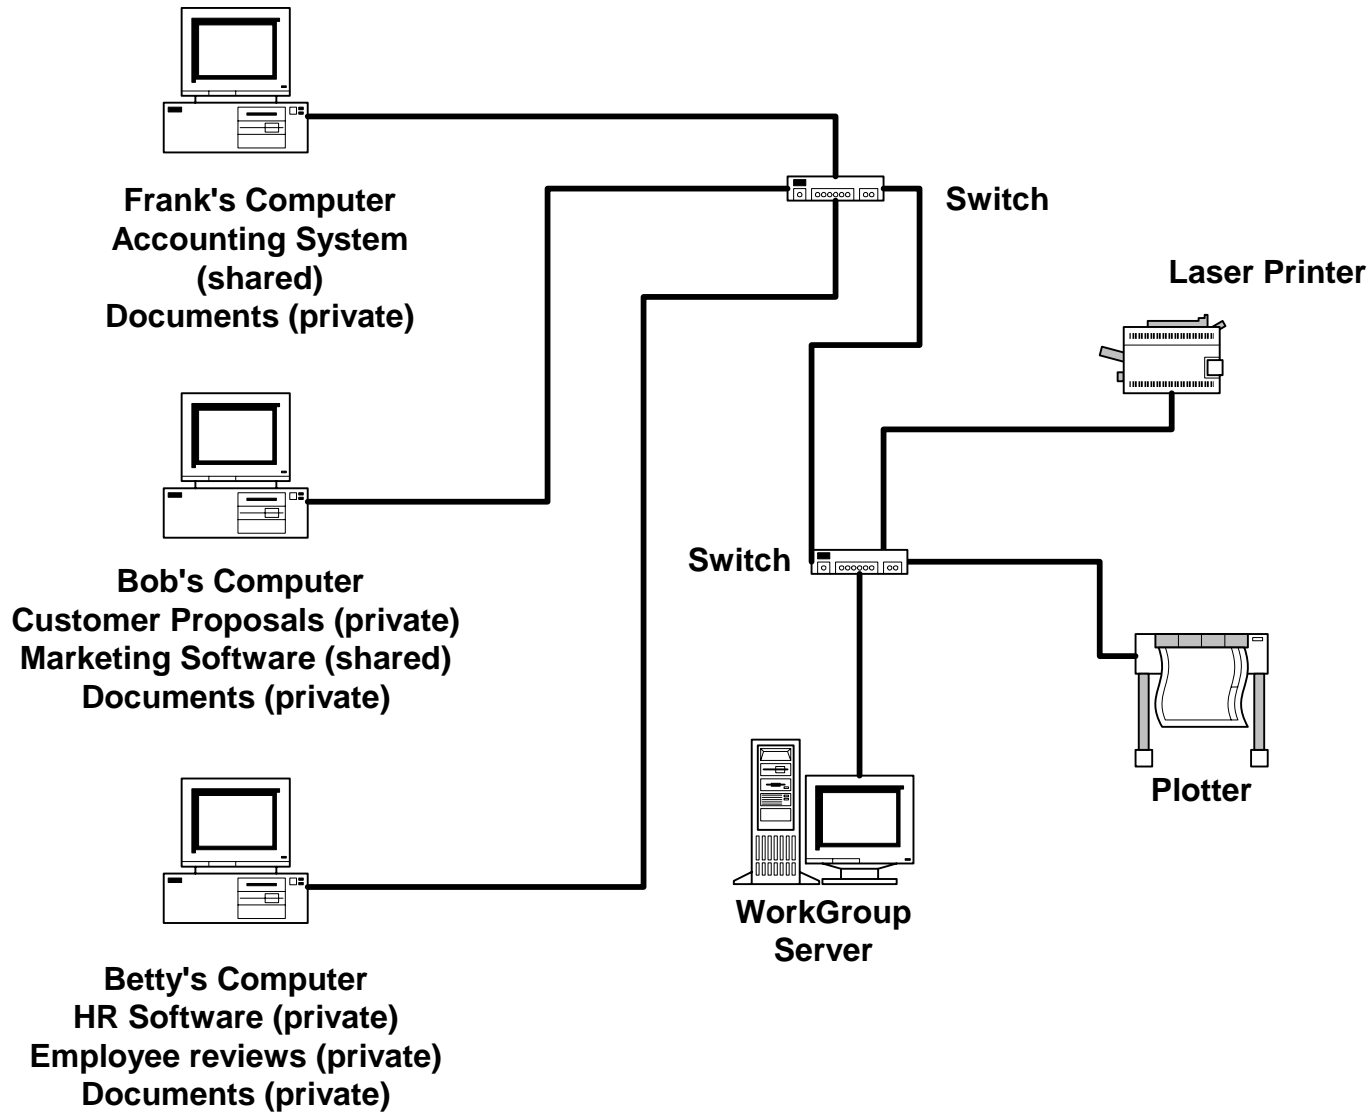 Frank's Computer
Accounting System
(shared)
Documents (private)
Switch
Laser Printer
Bob's Computer
Customer Proposals (private)
Marketing Software (shared)
Documents (private)
Switch
Plotter
WorkGroup
Server
Betty's Computer
HR Software (private)
Employee reviews (private)
Documents (private)